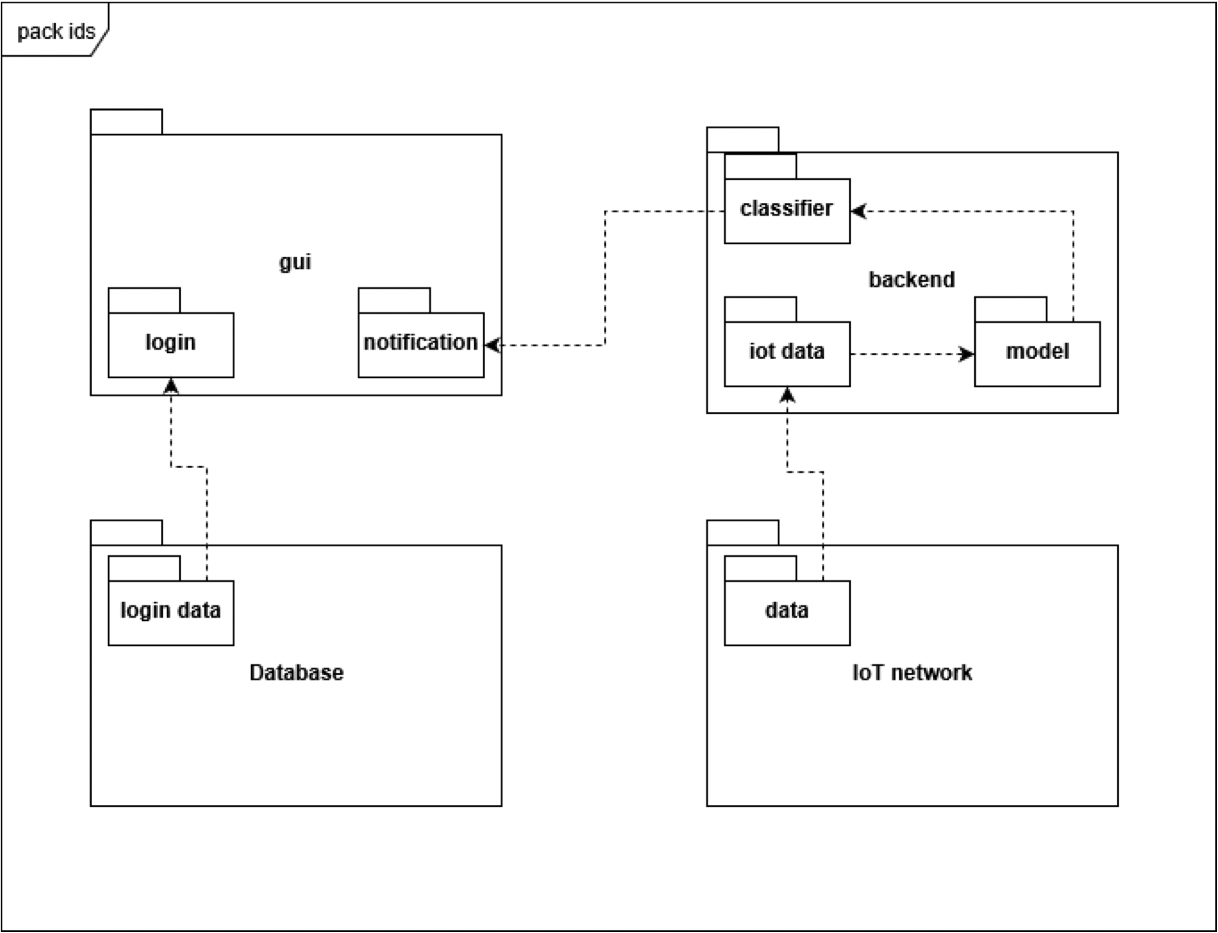 pack ids
gui
login
notification
classifier
backend
iot data
model
login data
Database
data
IoT network